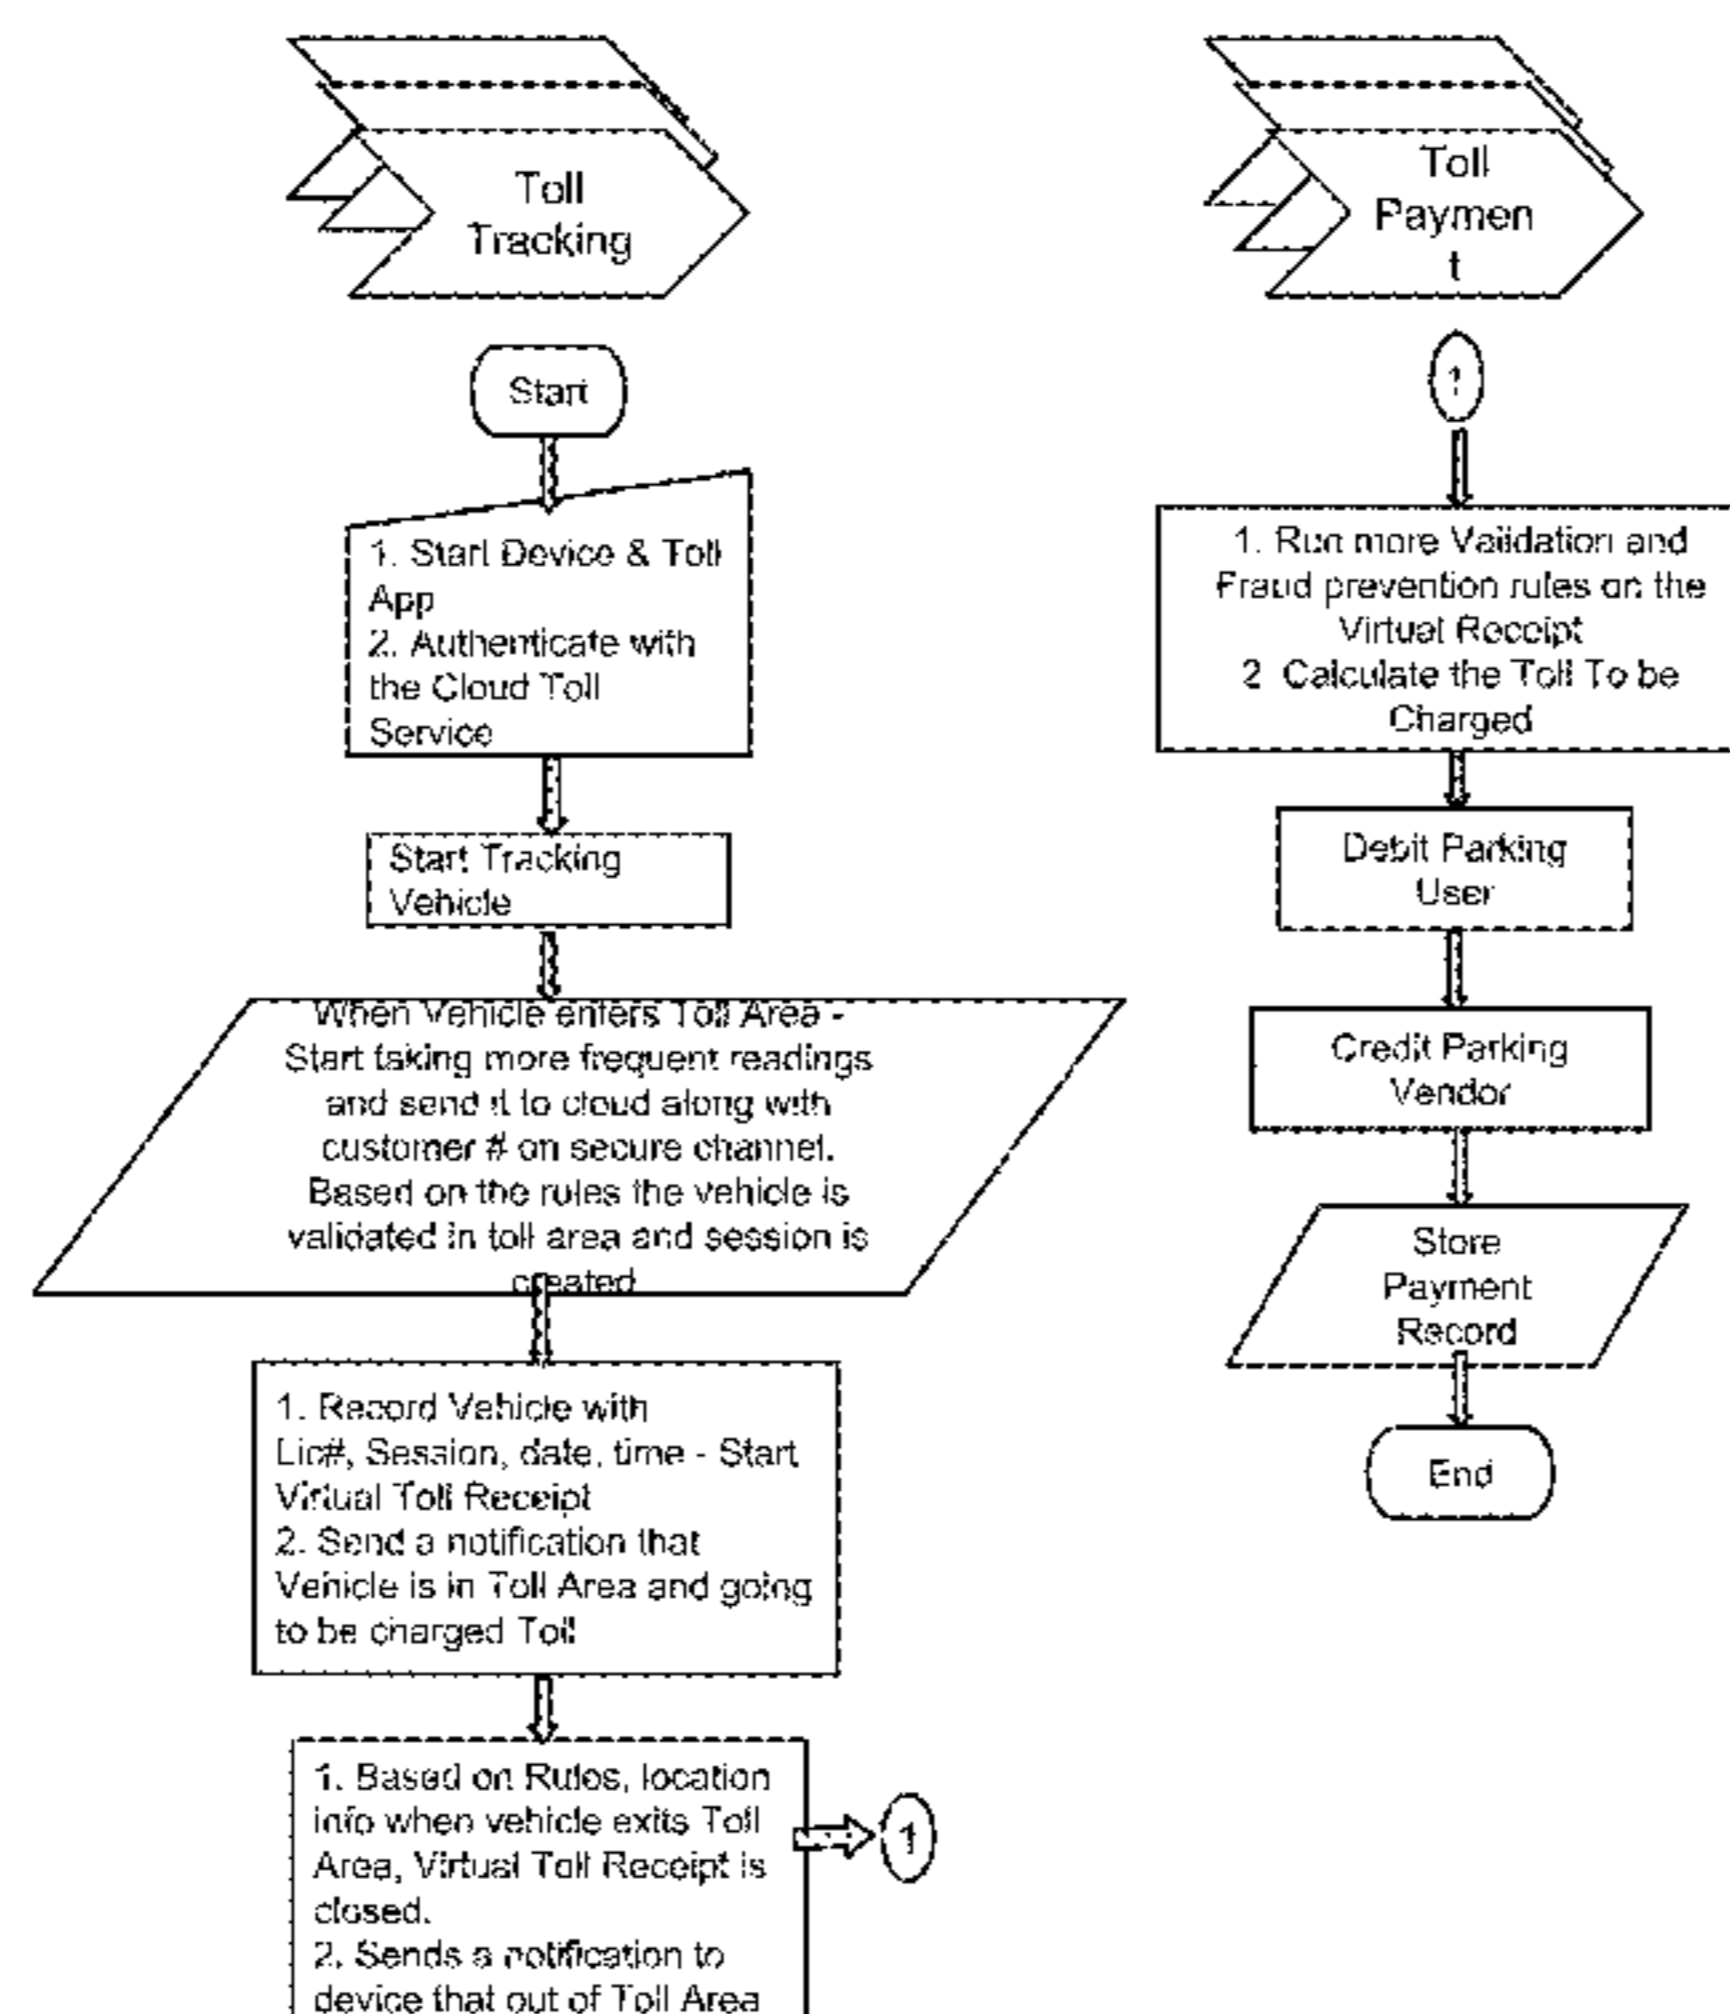 Toll
Tracking
Start
1. Start Device & Toll
App
2. Authenticate with
the Cloud Toll
Service
Start Tracking
Vehicle
When Vehicle enters Toll Area -
Start taking more frequent readings
and send it to cloud along with
customer # on secure channel.
Based on the rules the vehicle is
validated in toll area and session is
created
1. Record Vehicle with
Lic#, Session, date, time - Start
Virtual Toll Receipt
2. Send a notification that
Vehicle is in Toll Area and going
to be charged Toll
1. Based on Rules, location
info when vehicle exits Toll
Area, Virtual Toll Receipt is
closed.
2. Sends a notification to
device that out of Toll Area
1
Toll
Paymen
t
1
1. Run more Validation and
Fraud prevention rules on the
Virtual Receipt
2 Calculate the Toll To be
Charged
Debit Parking
User
Credit Parking
Vendor
Store
Payment
Record
End